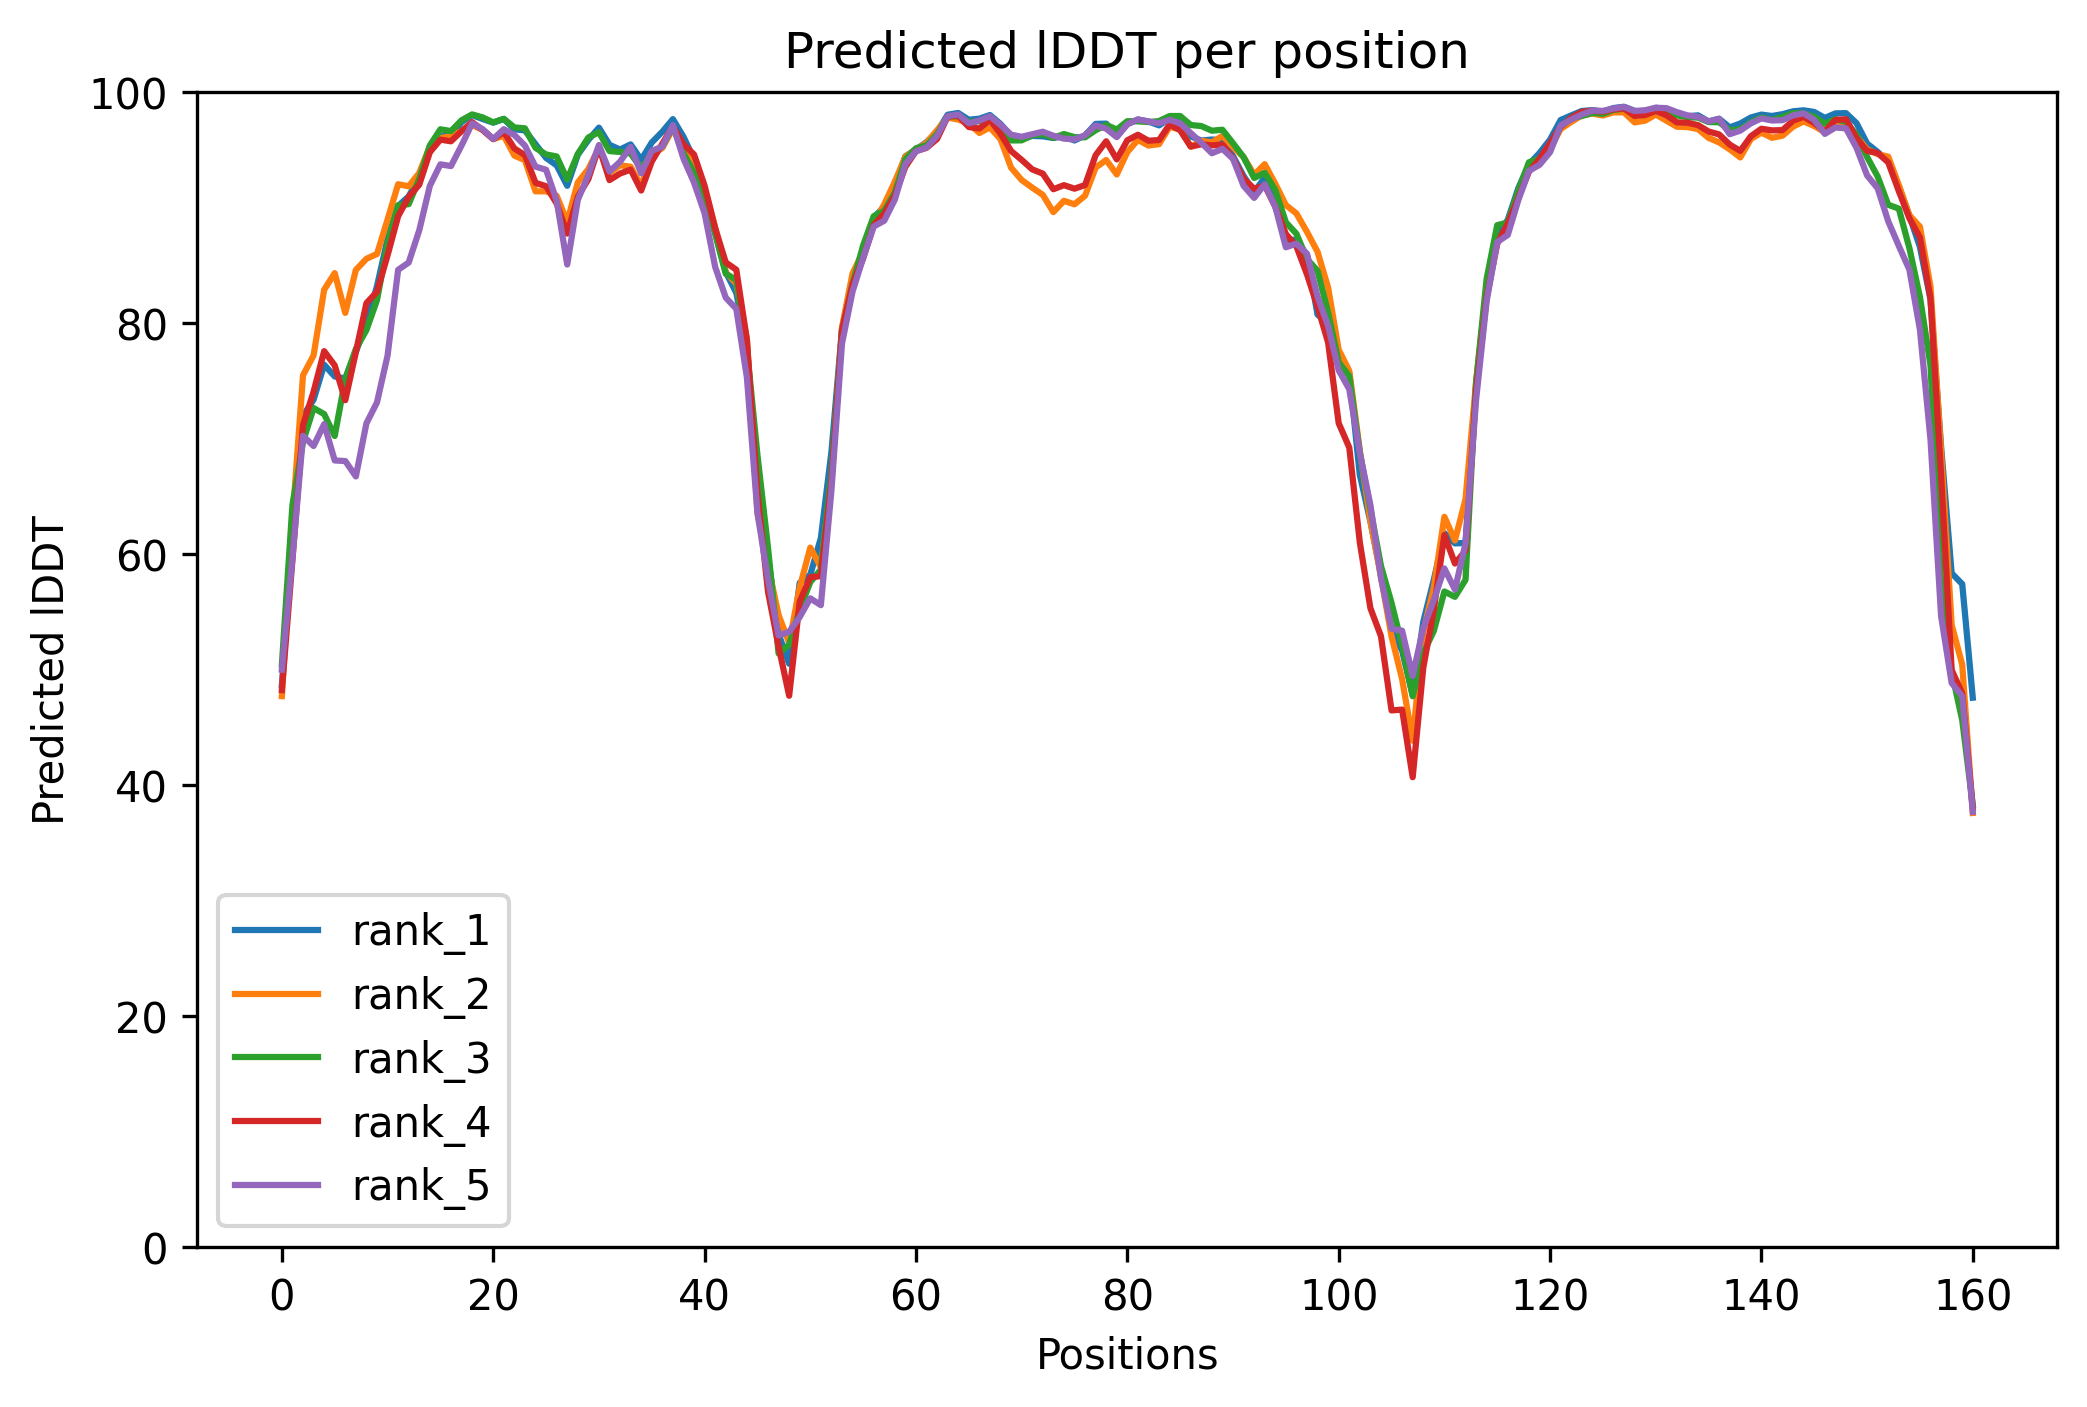 Predicted lDDT per position
Predicted lDDT
100
80
60
40
20
0
rank_1
rank_2
rank_3
rank_4
rank_5
0 20 40 60 80 100 120 140 160
Positions